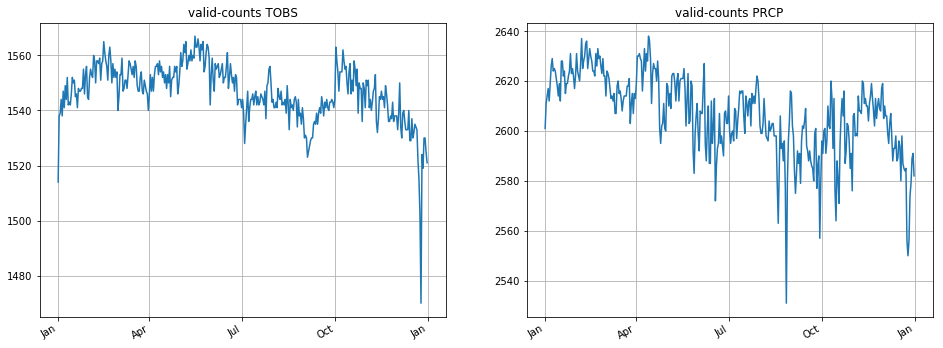 valid-counts TOBS
1560
1540
1520
1500
1480
Jan
Apr
Jul
Oct
Jan
valid-counts PRCP
2640
2620
2600
2580
2560
2540
Jan
Apr
Jul
Oct
Jan